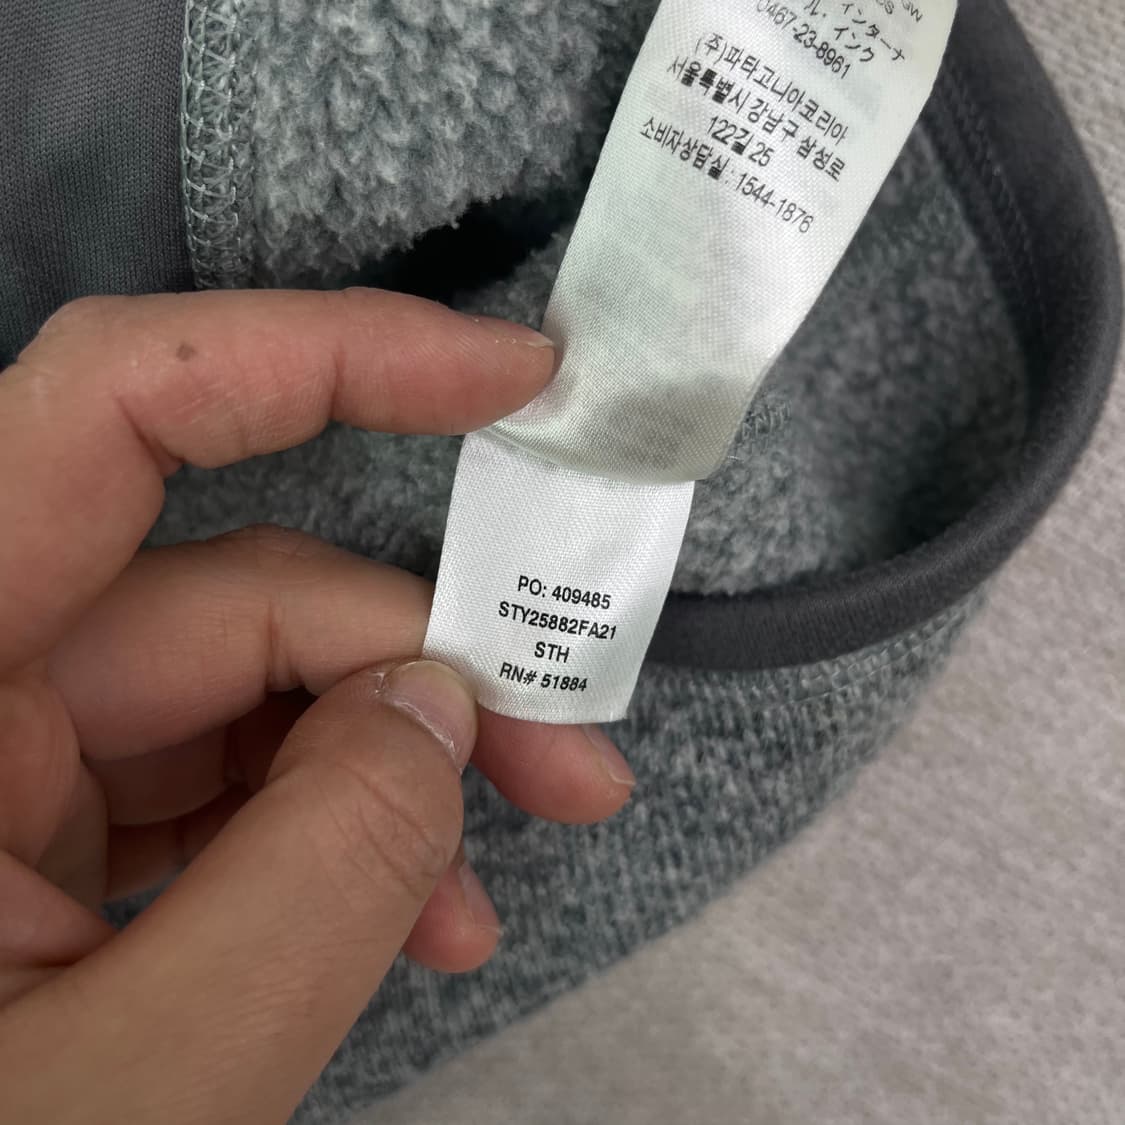 GW
インターナ
ル・インク
0467-23-8961
(주)파타고니아코리아
서울특별시 강남구 삼성로
122길 25
소비자상담실 : 1544-1876
PO: 409485
STY25882FA21
STH
RN# 51884